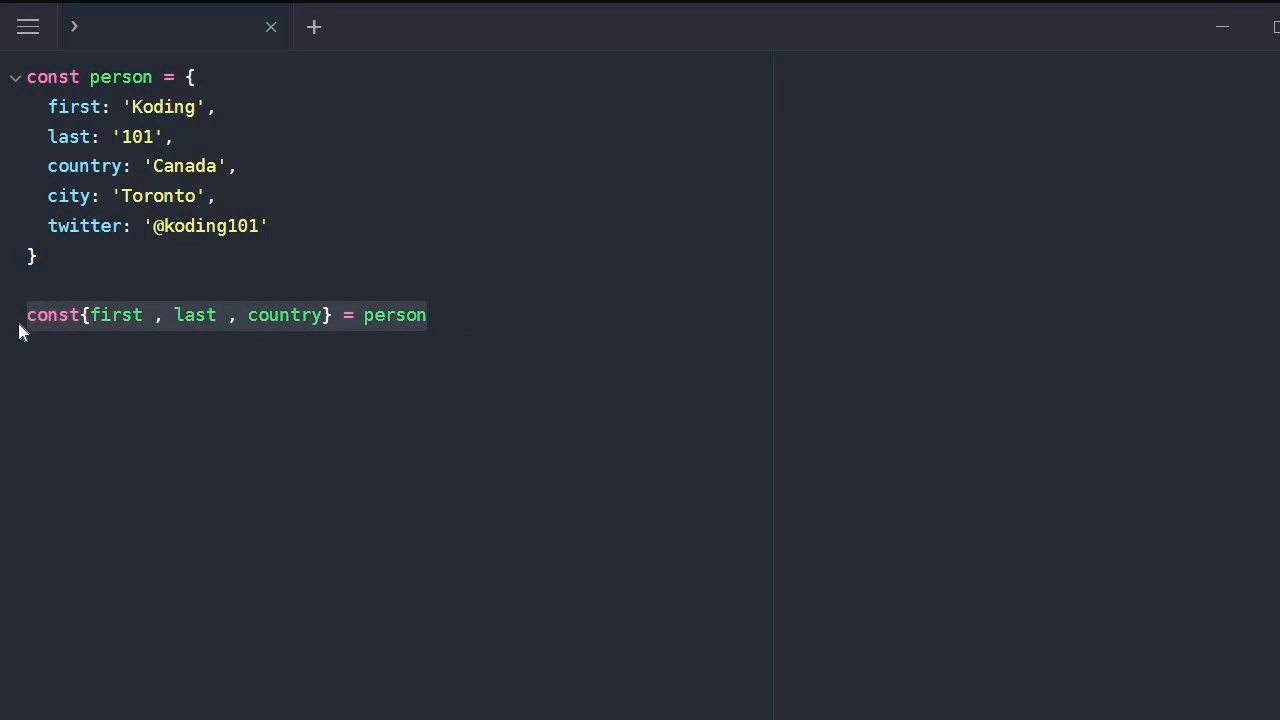 const person = {
  first: 'Koding',
  last: '101',
  country: 'Canada',
  city: 'Toronto',
  twitter: '@koding101'
}
const{first , last , country} = person